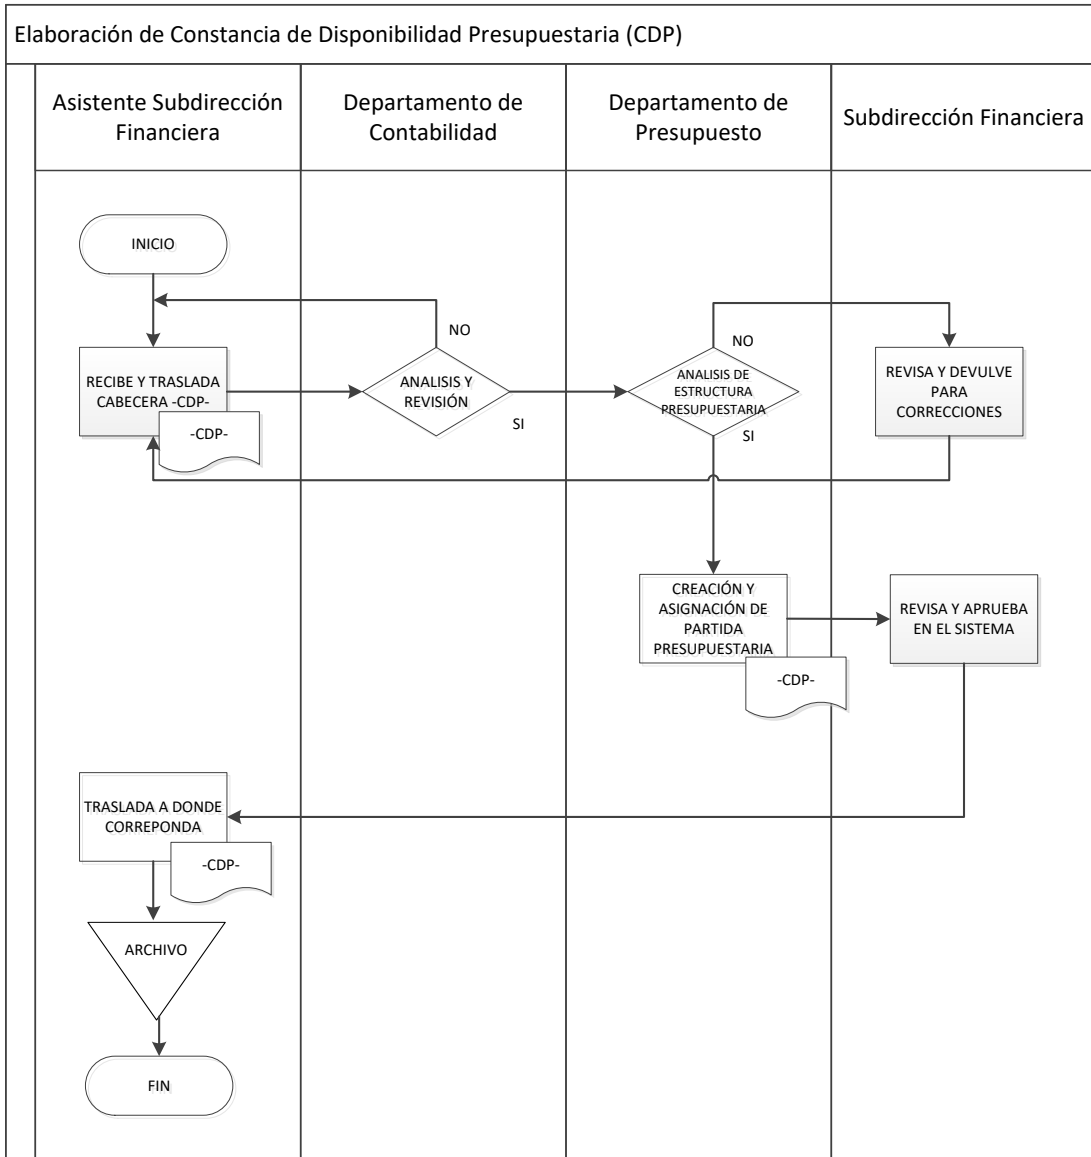 Elaboración de Constancia de Disponibilidad Presupuestaria (CDP)
Asistente Subdirección
Financiera
Departamento de
Contabilidad
Departamento de
Presupuesto
Subdirección Financiera
INICIO
NO
NO
RECIBE Y TRASLADA
CABECERA -CDP-
-CDP-
ANALISIS Y
REVISIÓN
SI
ANALISIS DE
ESTRUCTURA
PRESUPUESTARIA
SI
REVISA Y DEVULVE
PARA
CORRECCIONES
CREACIÓN Y
ASIGNACIÓN DE
PARTIDA
PRESUPUESTARIA
-CDP-
REVISA Y APRUEBA
EN EL SISTEMA
TRASLADA A DONDE
CORREPONDA
-CDP-
ARCHIVO
FIN